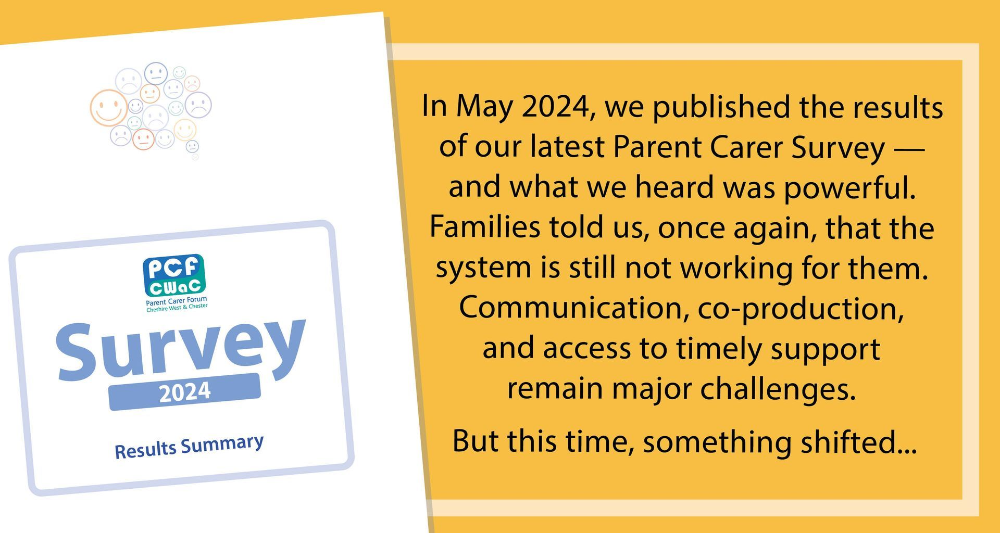 PCF
CWaC
Parent Carer Forum
Cheshire West & Chester
Survey
2024
Results Summary
In May 2024, we published the results
of our latest Parent Carer Survey —
and what we heard was powerful.
Families told us, once again, that the
system is still not working for them.
Communication, co-production,
and access to timely support
remain major challenges.
But this time, something shifted...